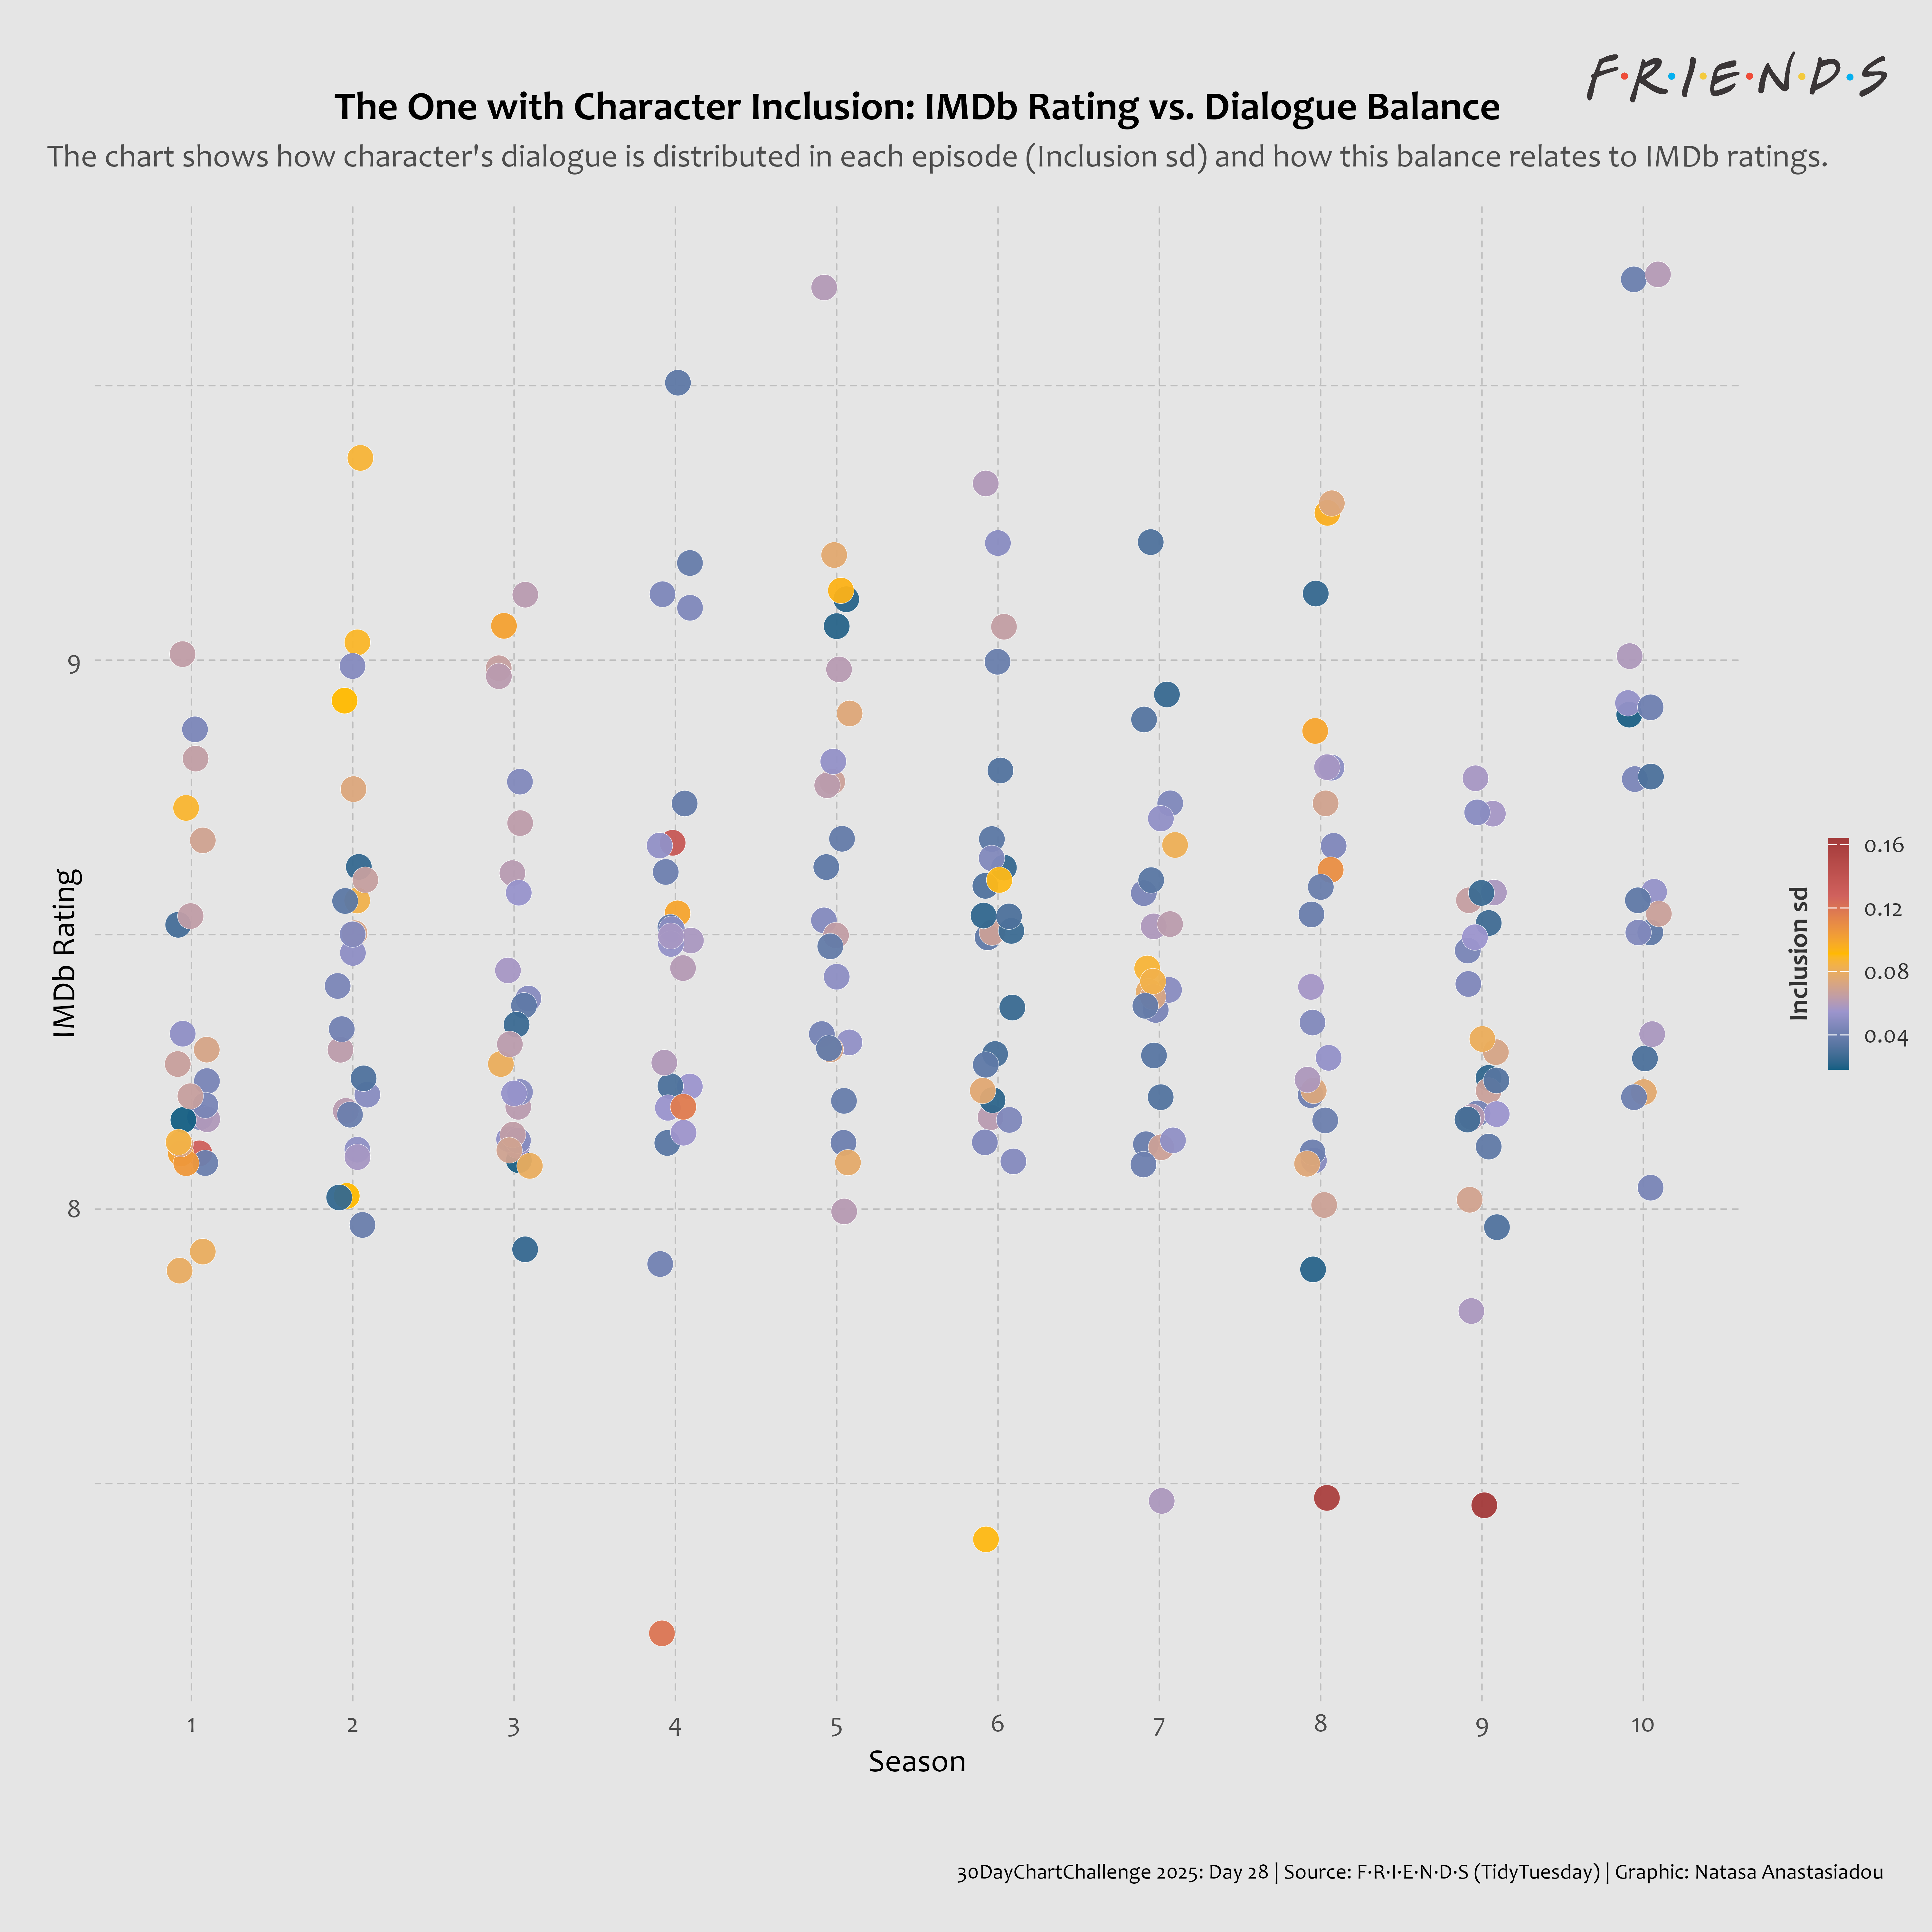 F•R•I•E•N•D•S
The One with Character Inclusion: IMDb Rating vs. Dialogue Balance
The chart shows how character's dialogue is distributed in each episode (Inclusion sd) and how this balance relates to IMDb ratings.
IMDb Rating
9
8
1 2 3 4 5 6 7 8 9 10
Season
Inclusion sd
0.16
0.12
0.08
0.04
30DayChartChallenge 2025: Day 28 | Source: F·R·I·E·N·D·S (TidyTuesday) | Graphic: Natasa Anastasiadou